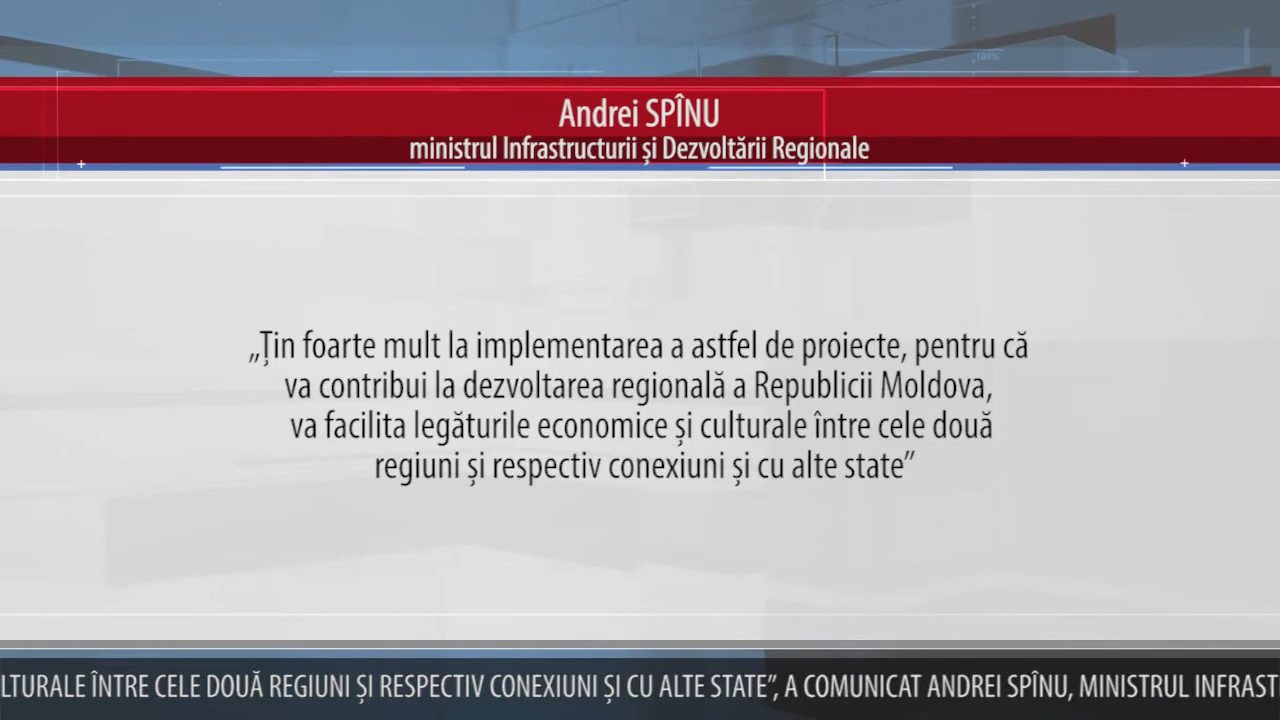 100%
Andrei SPÎNU
ministrul Infrastructurii și Dezvoltării Regionale
„Țin foarte mult la implementarea a astfel de proiecte, pentru că
va contribui la dezvoltarea regională a Republicii Moldova,
va facilita legăturile economice și culturale între cele două
regiuni și respectiv conexiuni și cu alte state”
LTURALE ÎNTRE CELE DOUĂ REGIUNI ȘI RESPECTIV CONEXIUNI ȘI CU ALTE STATE”, A COMUNICAT ANDREI SPÎNU, MINISTRUL INFRAST